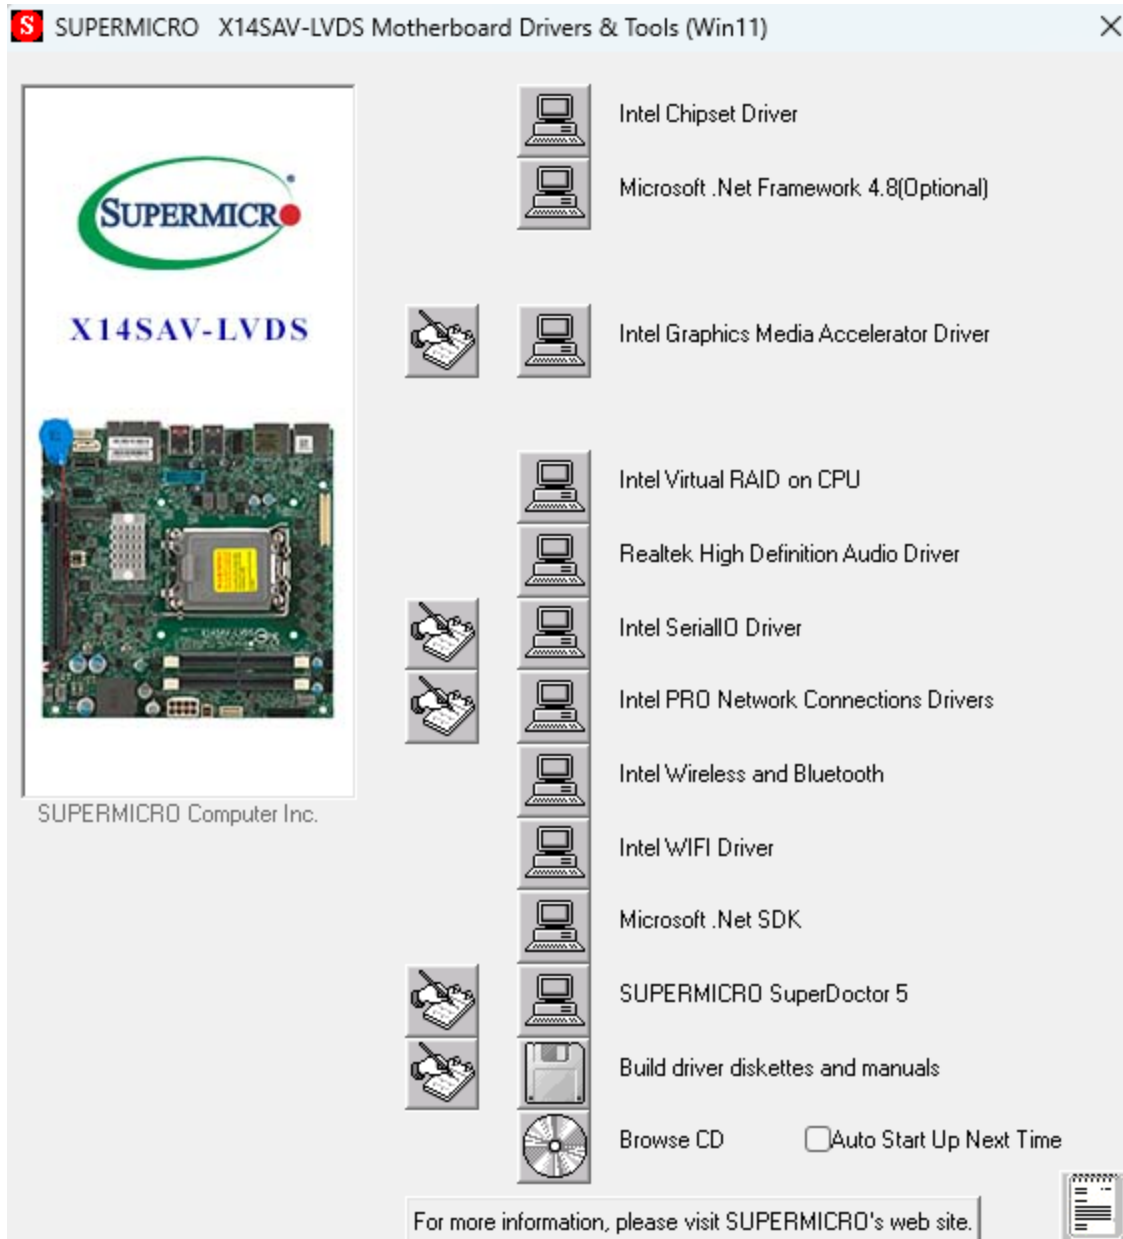 S SUPERMICRO X14SAV-LVDS Motherboard Drivers & Tools (Win11)
SUPERMICRO
X14SAV-LVDS
SUPERMICRO Computer Inc.
Intel Chipset Driver
Microsoft .Net Framework 4.8(Optional)
Intel Graphics Media Accelerator Driver
Intel Virtual RAID on CPU
Realtek High Definition Audio Driver
Intel SerialIO Driver
Intel PRO Network Connections Drivers
Intel Wireless and Bluetooth
Intel WIFI Driver
Microsoft .Net SDK
SUPERMICRO SuperDoctor 5
Build driver diskettes and manuals
Browse CD
Auto Start Up Next Time
For more information, please visit SUPERMICRO's web site.